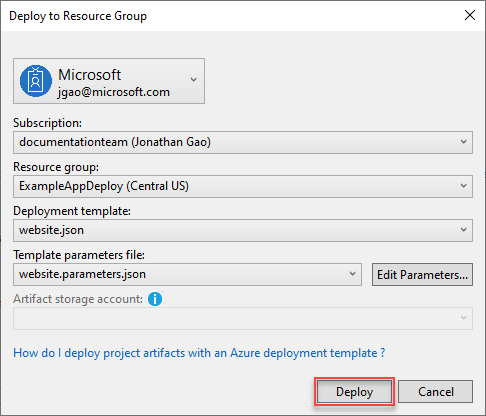 Deploy to Resource Group
Microsoft
jgao@microsoft.com
Subscription:
documentationteam (Jonathan Gao)
Resource group:
ExampleAppDeploy (Central US)
Deployment template:
website.json
Template parameters file:
website.parameters.json
Edit Parameters...
Artifact storage account:
How do I deploy project artifacts with an Azure deployment template ?
Deploy
Cancel